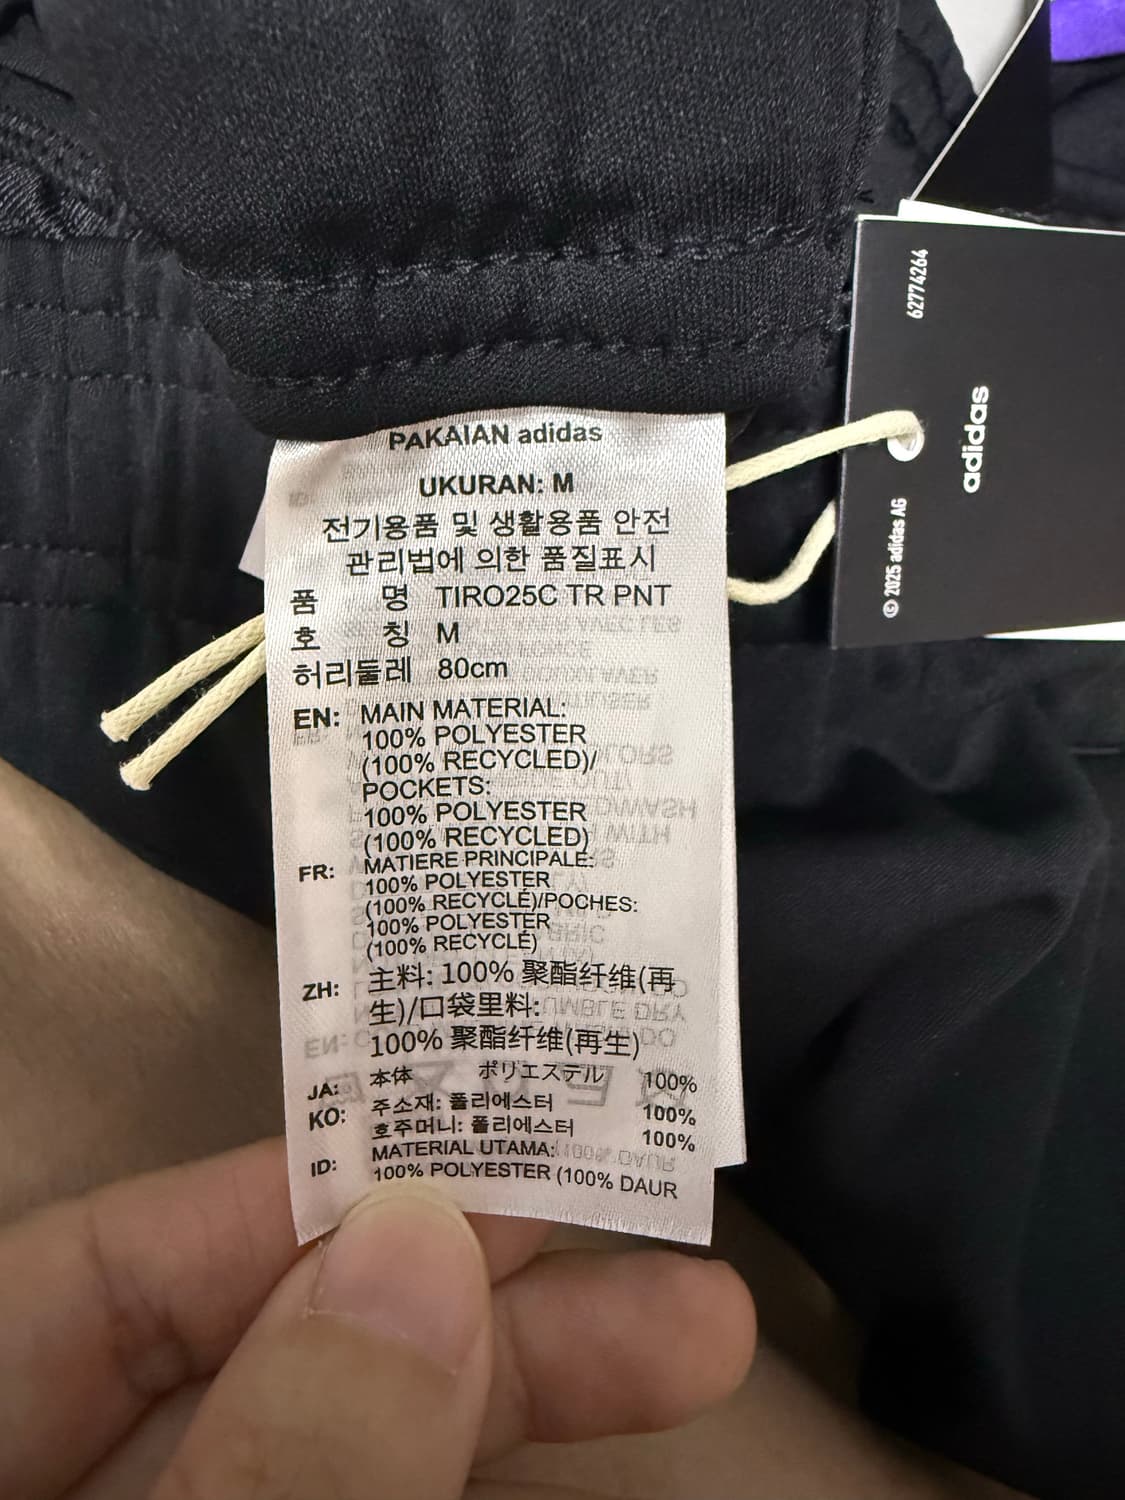 PAKAIAN adidas
UKURAN: M
전기용품 및 생활용품 안전
관리법에 의한 품질표시
품 명 TIRO25C TR PNT
호 칭 M
허리둘레 80cm
EN: MAIN MATERIAL:
100% POLYESTER
(100% RECYCLED)/
POCKETS:
100% POLYESTER
(100% RECYCLED)
FR: MATIERE PRINCIPALE:
100% POLYESTER
(100% RECYCLÉ)/POCHES:
100% POLYESTER
(100% RECYCLÉ)
ZH: 主料: 100% 聚酯纤维(再
生)/口袋里料:
100% 聚酯纤维(再生)
JA: 本体 ポリエステル 100%
KO: 주소재: 폴리에스터 100%
호주머니: 폴리에스터 100%
ID: MATERIAL UTAMA:
100% POLYESTER (100% DAUR
62774264
adidas
© 2025 adidas AG